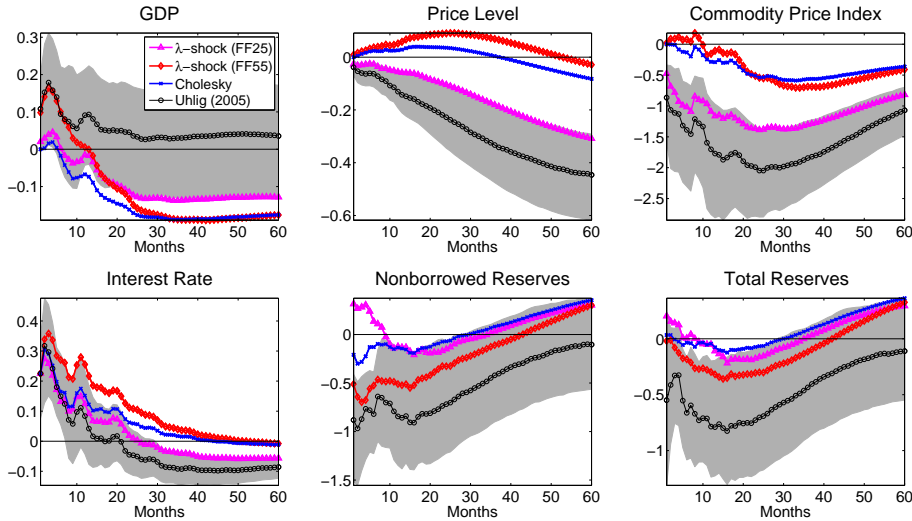 GDP
0.3
0.2
0.1
0
−0.1
10 20 30 40 50 60
Months
λ−shock (FF25)
λ−shock (FF55)
Cholesky
Uhlig (2005)
Price Level
0
−0.2
−0.4
−0.6
10 20 30 40 50 60
Months
Commodity Price Index
0
−0.5
−1
−1.5
−2
−2.5
10 20 30 40 50 60
Months
Interest Rate
0.4
0.3
0.2
0.1
0
−0.1
10 20 30 40 50 60
Months
Nonborrowed Reserves
0
−0.5
−1
−1.5
10 20 30 40 50 60
Months
Total Reserves
0
−0.5
−1
10 20 30 40 50 60
Months